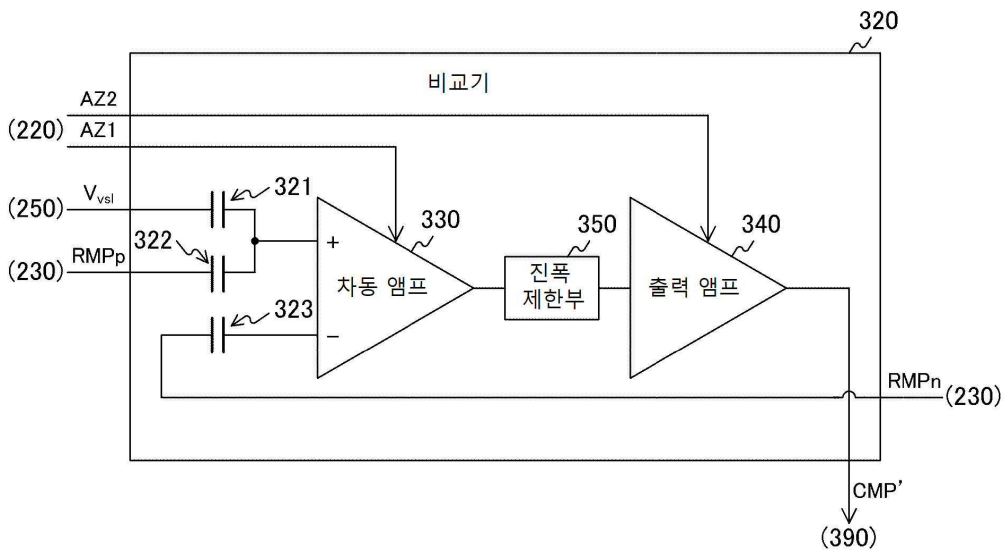 320
비교기
AZ2
(220) AZ1
V_vsl 321
(250)
322
RMPp
(230)
323
330
+
차동 앰프
−
350
진폭
제한부
340
출력 앰프
RMPn (230)
CMP'
(390)